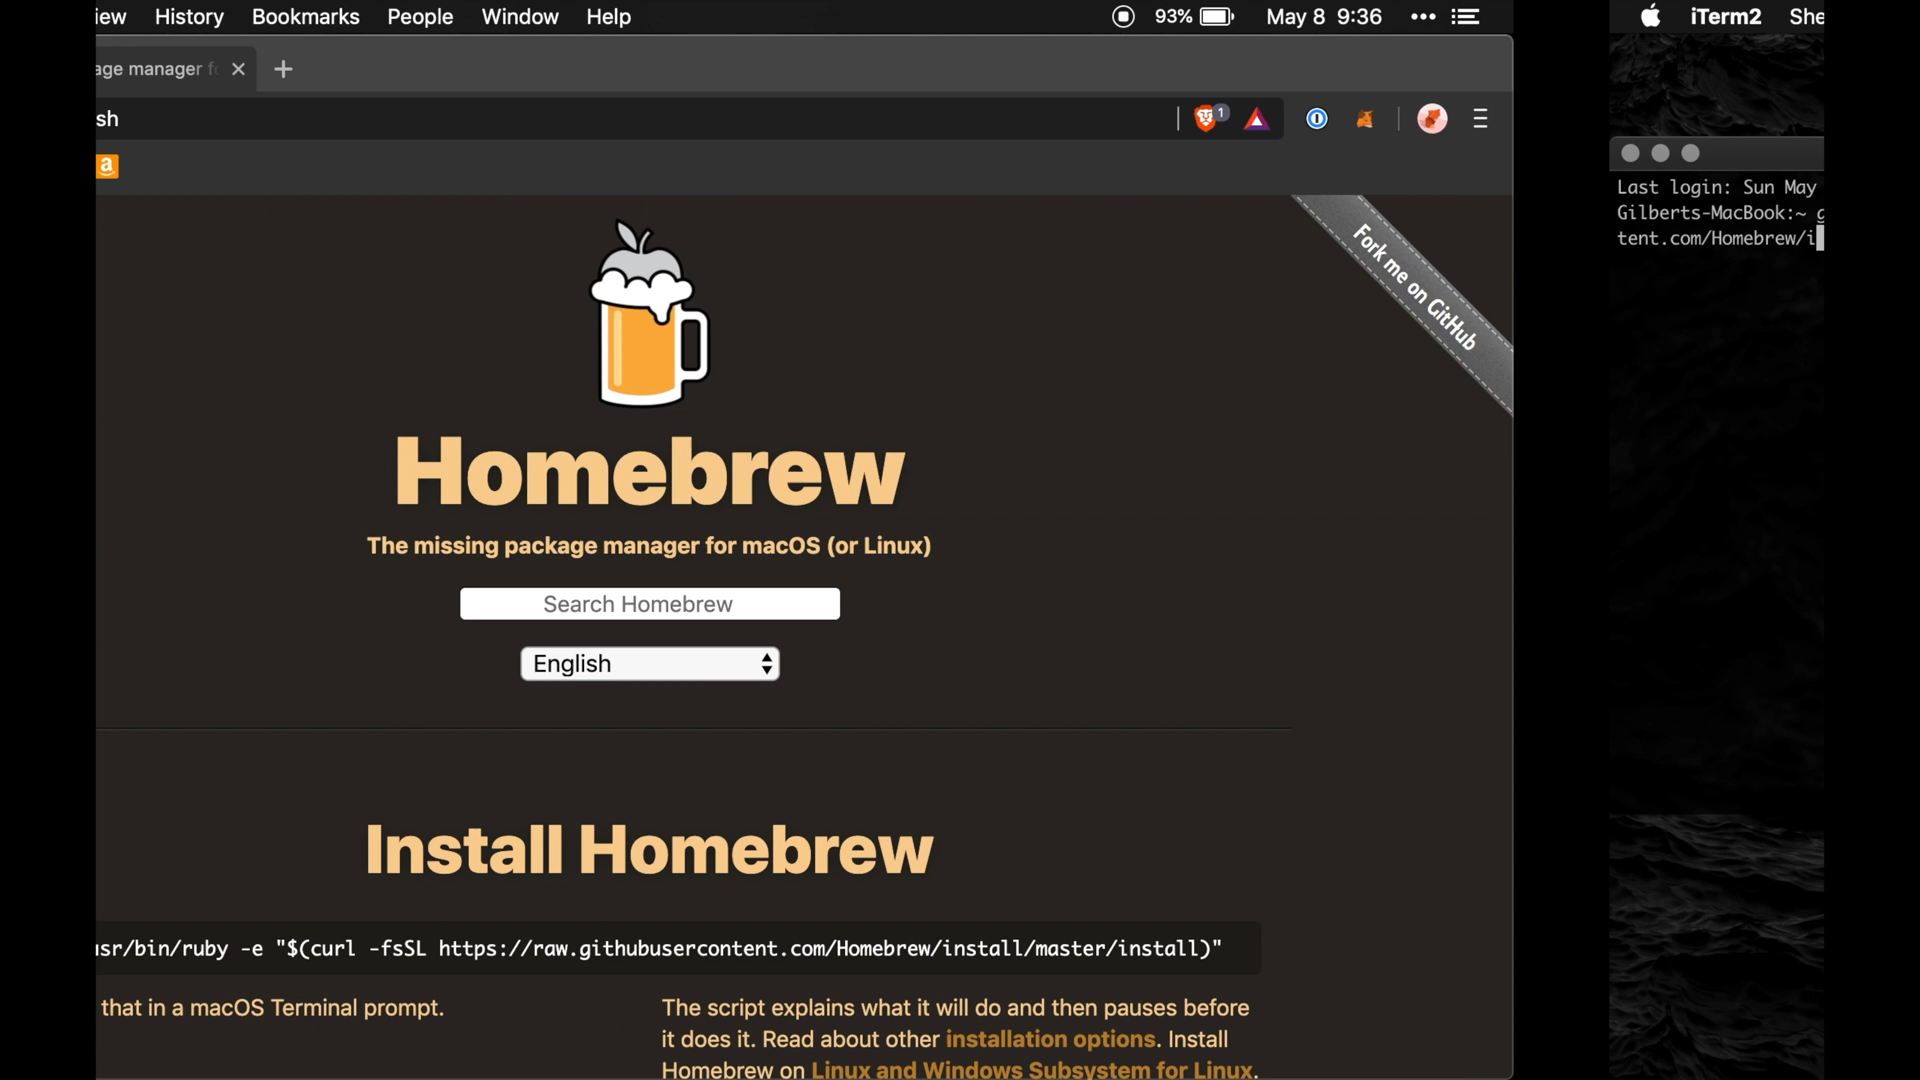 iew History Bookmarks People Window Help 93% May 8 9:36
iTerm2 She
age manager f
sh
1
a
Last login: Sun May
Gilberts-MacBook:~ g
tent.com/Homebrew/i
Fork me on GitHub
Homebrew
The missing package manager for macOS (or Linux)
Search Homebrew
English
Install Homebrew
usr/bin/ruby -e "$(curl -fsSL https://raw.githubusercontent.com/Homebrew/install/master/install)"
that in a macOS Terminal prompt.
The script explains what it will do and then pauses before
it does it. Read about other installation options. Install
Homebrew on Linux and Windows Subsystem for Linux.